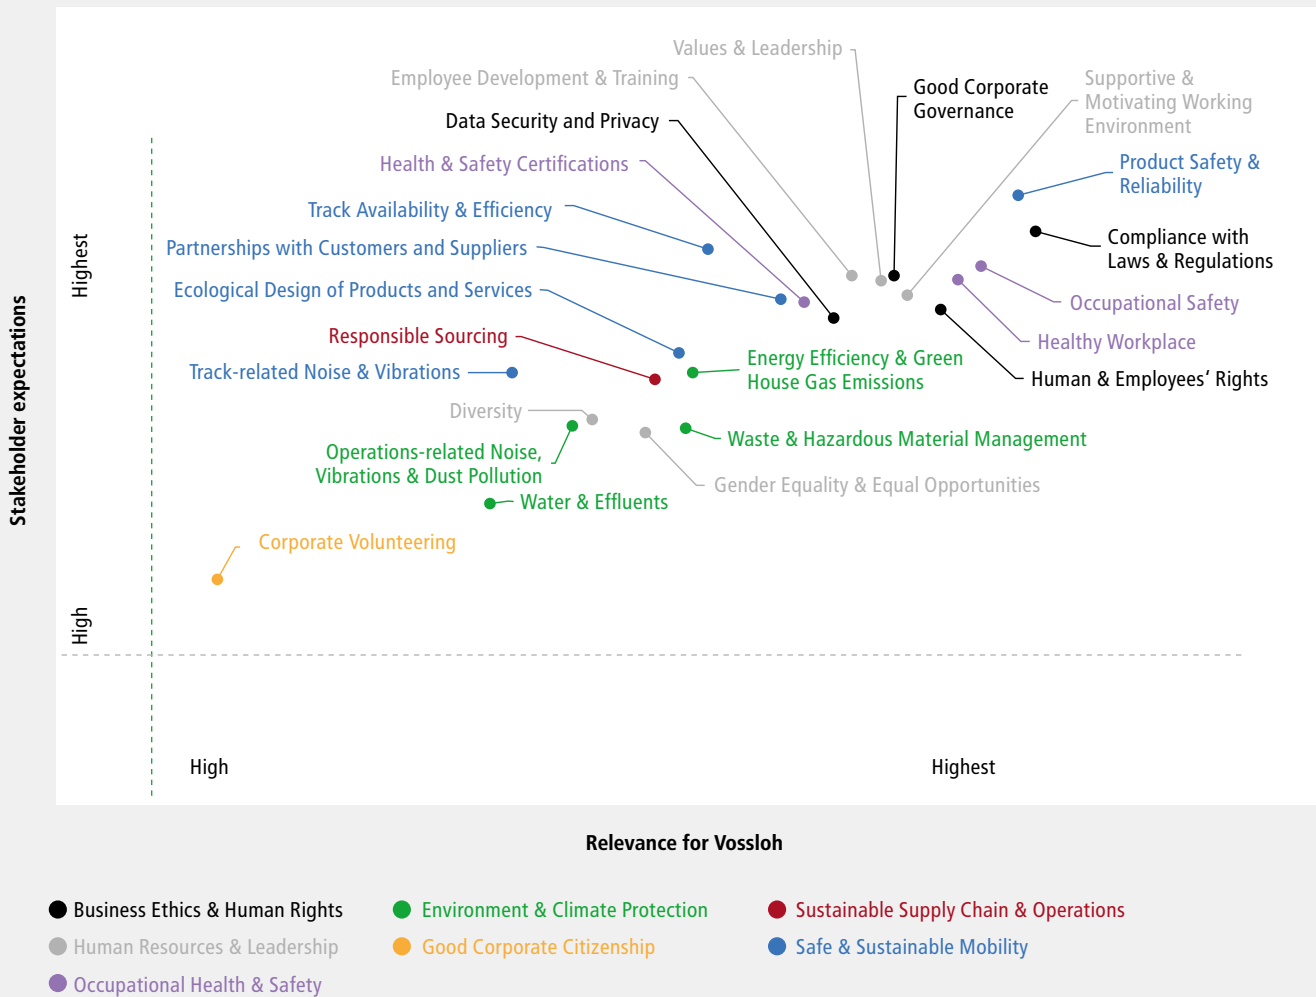 Values & Leadership
Employee Development & Training
Good Corporate
Governance
Supportive &
Motivating Working
Environment
Data Security and Privacy
Health & Safety Certifications
Product Safety &
Reliability
Track Availability & Efficiency
Partnerships with Customers and Suppliers
Compliance with
Laws & Regulations
Ecological Design of Products and Services
Occupational Safety
Responsible Sourcing
Healthy Workplace
Track-related Noise & Vibrations
Energy Efficiency & Green
House Gas Emissions
Human & Employees‘ Rights
Diversity
Operations-related Noise,
Vibrations & Dust Pollution
Waste & Hazardous Material Management
Gender Equality & Equal Opportunities
Water & Effluents
Corporate Volunteering
Stakeholder expectations
Highest
High
High
Highest
Relevance for Vossloh
Business Ethics & Human Rights
Environment & Climate Protection
Sustainable Supply Chain & Operations
Human Resources & Leadership
Good Corporate Citizenship
Safe & Sustainable Mobility
Occupational Health & Safety